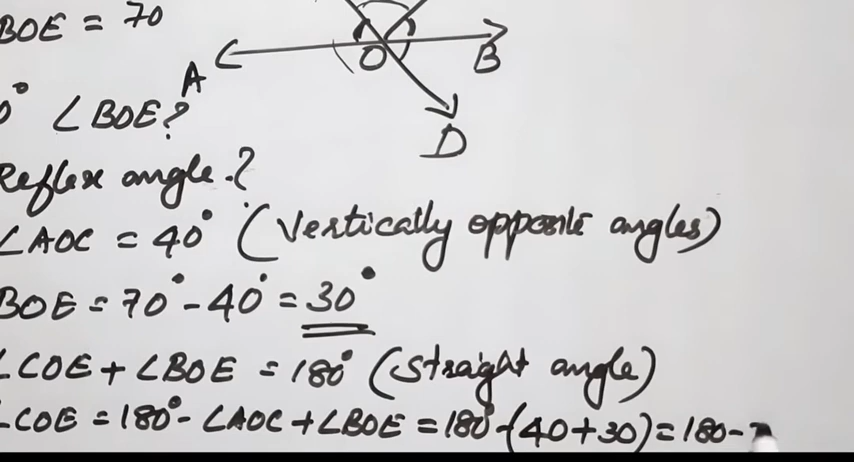 BOE = 70
A O B
D
0° ∠BOE?
Reflex angle.?
∠AOC = 40° (Vertically opposite angles)
BOE = 70° - 40° = 30°
∠COE + ∠BOE = 180° (straight angle)
∠COE = 180° - ∠AOC + ∠BOE = 180° - (40 + 30) = 180 -